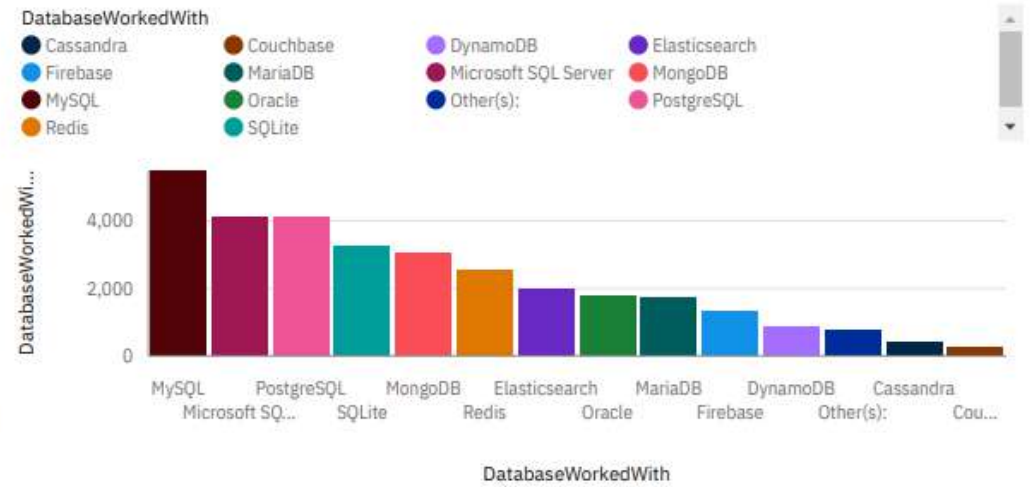 DatabaseWorkedWith
Cassandra Couchbase DynamoDB Elasticsearch
Firebase MariaDB Microsoft SQL Server MongoDB
MySQL Oracle Other(s): PostgreSQL
Redis SQLite
DatabaseWorkedWi...
4,000
2,000
0
MySQL PostgreSQL MongoDB Elasticsearch MariaDB DynamoDB Cassandra
Microsoft SQ... SQLite Redis Oracle Firebase Other(s): Cou...
DatabaseWorkedWith